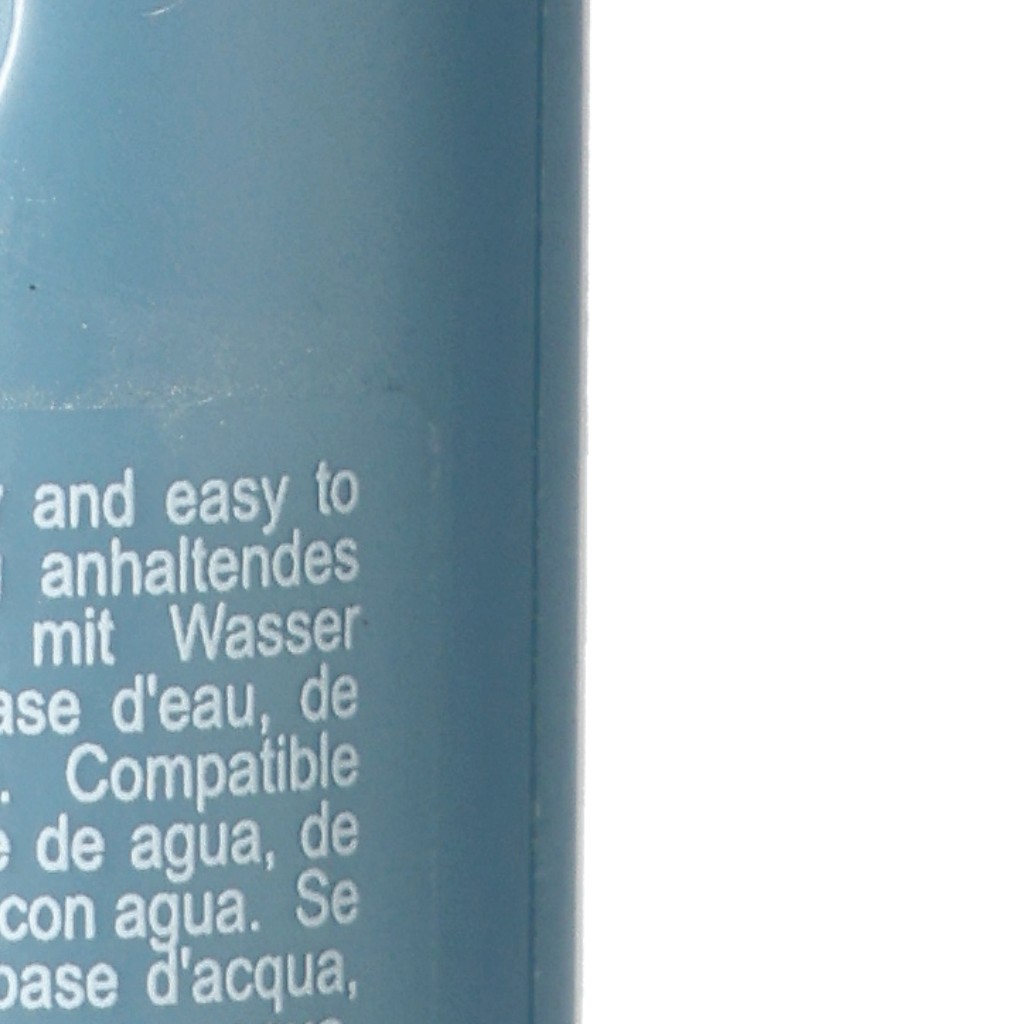 and easy to
anhaltendes
mit Wasser
ase d'eau, de
. Compatible
e de agua, de
con agua. Se
base d'acqua,